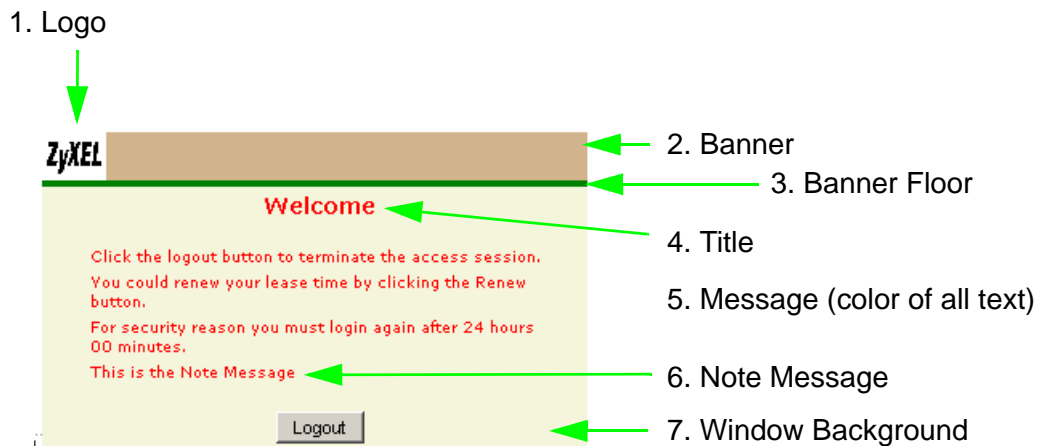 1. Logo
ZyXEL
2. Banner
3. Banner Floor
Welcome
4. Title
Click the logout button to terminate the access session.
You could renew your lease time by clicking the Renew
button.
5. Message (color of all text)
For security reason you must login again after 24 hours
00 minutes.
This is the Note Message
6. Note Message
Logout
7. Window Background